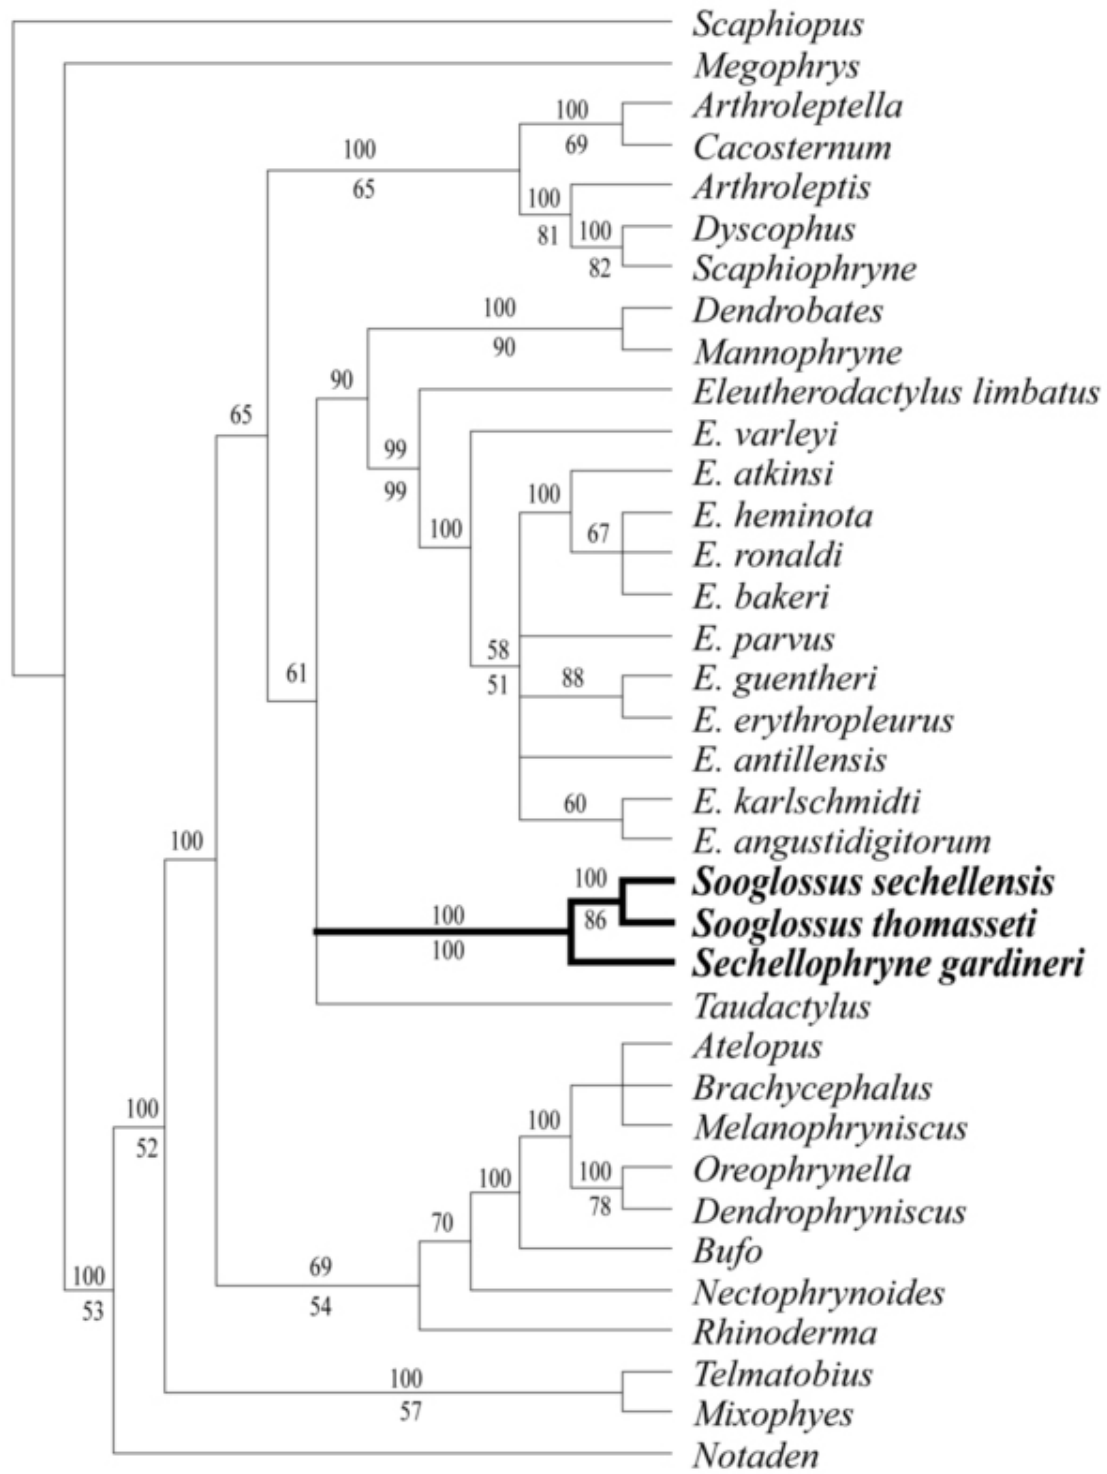 Scaphiopus
Megophrys
100
Arthroleptella
69
Cacosternum
100
65
Arthroleptis
100
81
100
Dyscophus
82
Scaphiophryne
100
Dendrobates
90
Mannophryne
90
Eleutherodactylus limbatus
65
E. varleyi
99
99
E. atkinsi
100
E. heminota
100
67
E. ronaldi
E. bakeri
E. parvus
58
51
61
88
E. guentheri
E. erythropleurus
E. antillensis
60
E. karlschmidti
E. angustidigitorum
100
100
Sooglossus sechellensis
86
Sooglossus thomasseti
100
100
Sechellophryne gardineri
Taudactylus
Atelopus
Brachycephalus
100
52
100
Melanophryniscus
100
Oreophrynella
100
78
Dendrophryniscus
70
Bufo
100
53
69
54
Nectophrynoides
Rhinoderma
100
Telmatobius
57
Mixophyes
Notaden